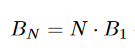 B_N = N · B_1